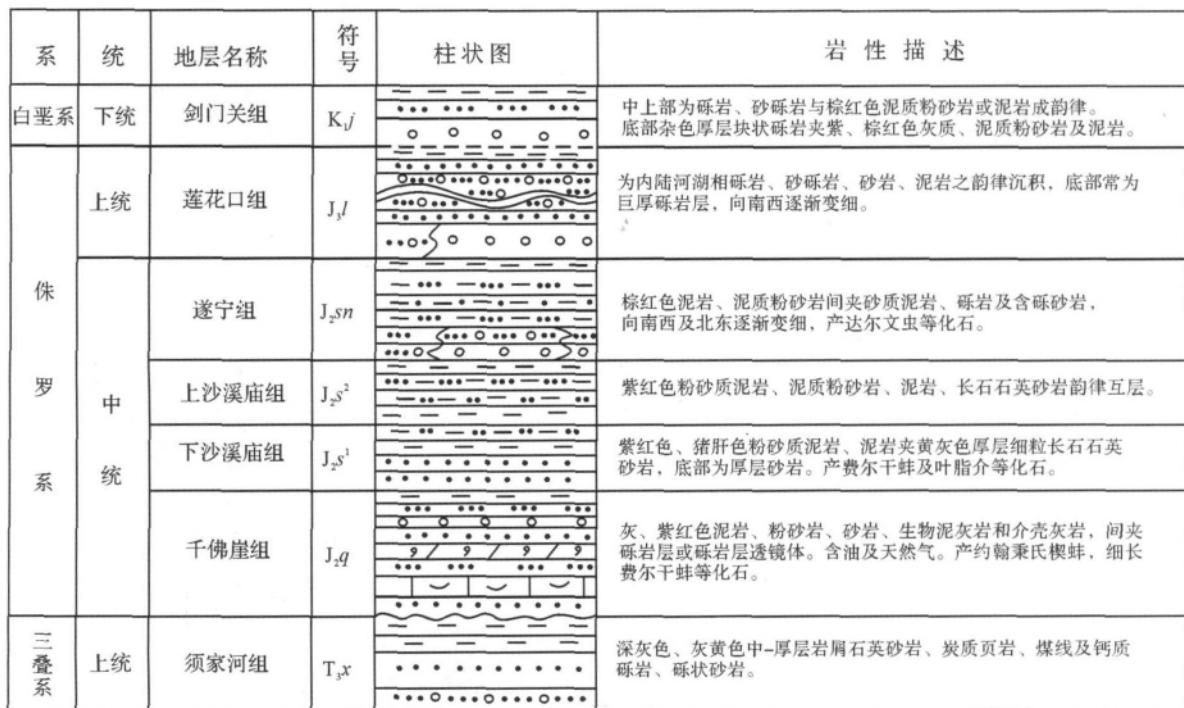 系 统 地层名称 符号 柱状图 岩性描述
白垩系 下统 剑门关组 K₁j 中上部为砾岩、砂砾岩与棕红色泥质粉砂岩或泥岩成韵律。
底部杂色厚层块状砾岩夹紫、棕红色灰质、泥质粉砂岩及泥岩。
侏罗系 上统 莲花口组 J₃l 为内陆河湖相砾岩、砂砾岩、砂岩、泥岩之韵律沉积，底部常为
巨厚砾岩层，向南西逐渐变细。
中统 遂宁组 J₂sn 棕红色泥岩、泥质粉砂岩间夹砂质泥岩、砾岩及含砾砂岩，
向南西及北东逐渐变细，产达尔文虫等化石。
上沙溪庙组 J₂s² 紫红色粉砂质泥岩、泥质粉砂岩、泥岩、长石石英砂岩韵律互层。
下沙溪庙组 J₂s¹ 紫红色、猪肝色粉砂质泥岩、泥岩夹黄灰色厚层细粒长石石英
砂岩，底部为厚层砂岩。产费尔干蚌及叶脂介等化石。
千佛崖组 J₂q 灰、紫红色泥岩、粉砂岩、砂岩、生物泥灰岩和介壳灰岩，间夹
砾岩层或砾岩层透镜体。含油及天然气。产约翰秉氏楔蚌，细长
费尔干蚌等化石。
三叠系 上统 须家河组 T₃x 深灰色、灰黄色中-厚层岩屑石英砂岩、炭质页岩、煤线及钙质
砾岩、砾状砂岩。